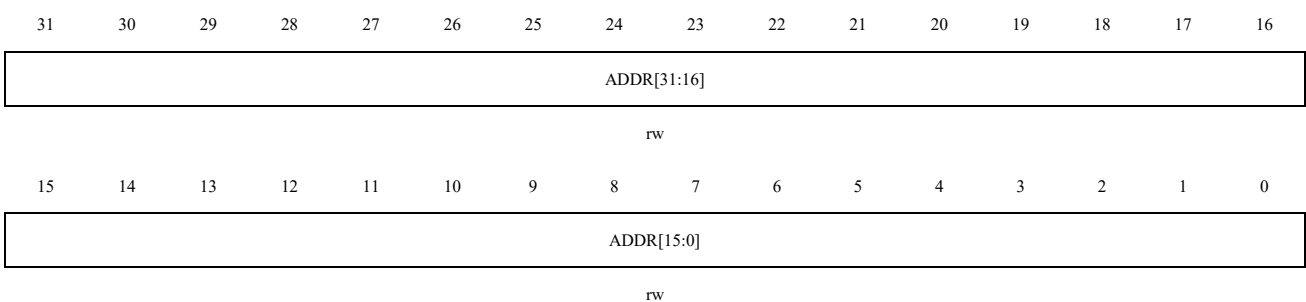 31 30 29 28 27 26 25 24 23 22 21 20 19 18 17 16
ADDR[31:16]
rw
15 14 13 12 11 10 9 8 7 6 5 4 3 2 1 0
ADDR[15:0]
rw